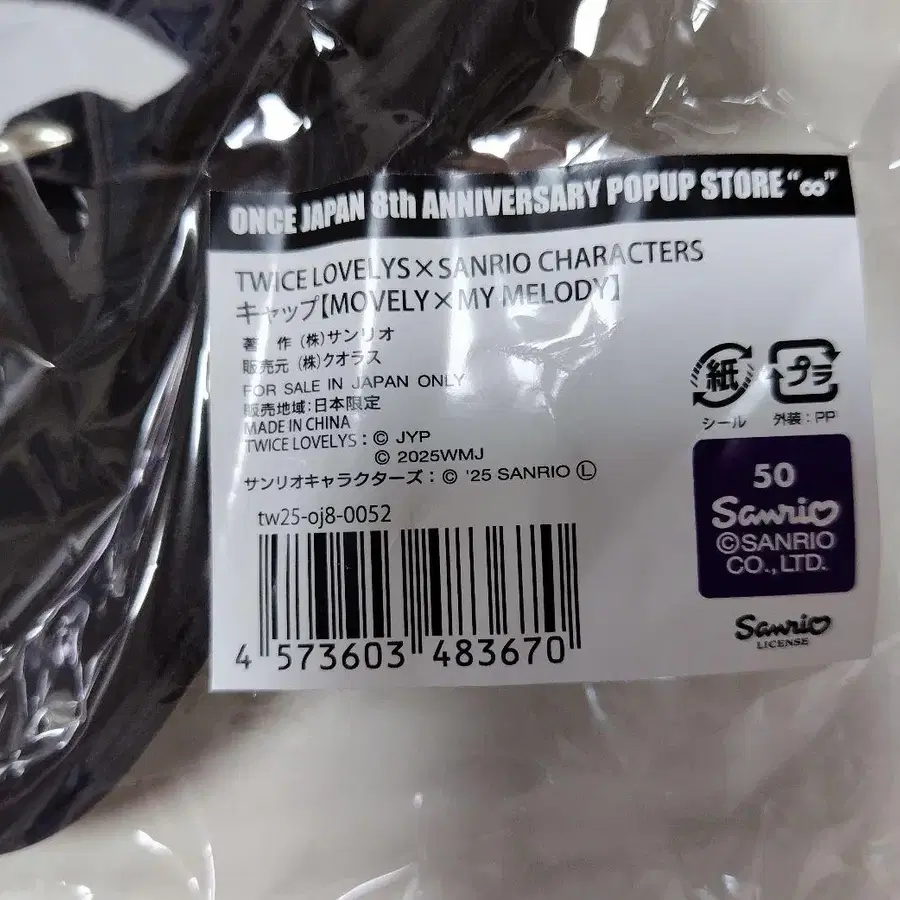 ONCE JAPAN 8th ANNIVERSARY POPUP STORE "∞"
TWICE LOVELYS×SANRIO CHARACTERS
キャップ【MOVELY×MY MELODY】
著 作 (株)サンリオ
販売元 (株)クオラス
FOR SALE IN JAPAN ONLY
販売地域:日本限定
MADE IN CHINA
TWICE LOVELYS:© JYP
© 2025WMJ
サンリオキャラクターズ:© '25 SANRIO Ⓛ
紙
シール
プラ
外装:PP
50
Sanrio
©SANRIO
CO.,LTD.
Sanrio
LICENSE
tw25-oj8-0052
4 573603 483670